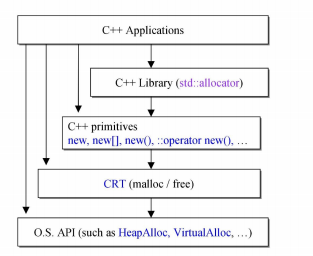 C++ Applications
C++ Library (std::allocator)
C++ primitives
new, new[], new(), ::operator new(), ...
CRT (malloc / free)
O.S. API (such as HeapAlloc, VirtualAlloc, ...)